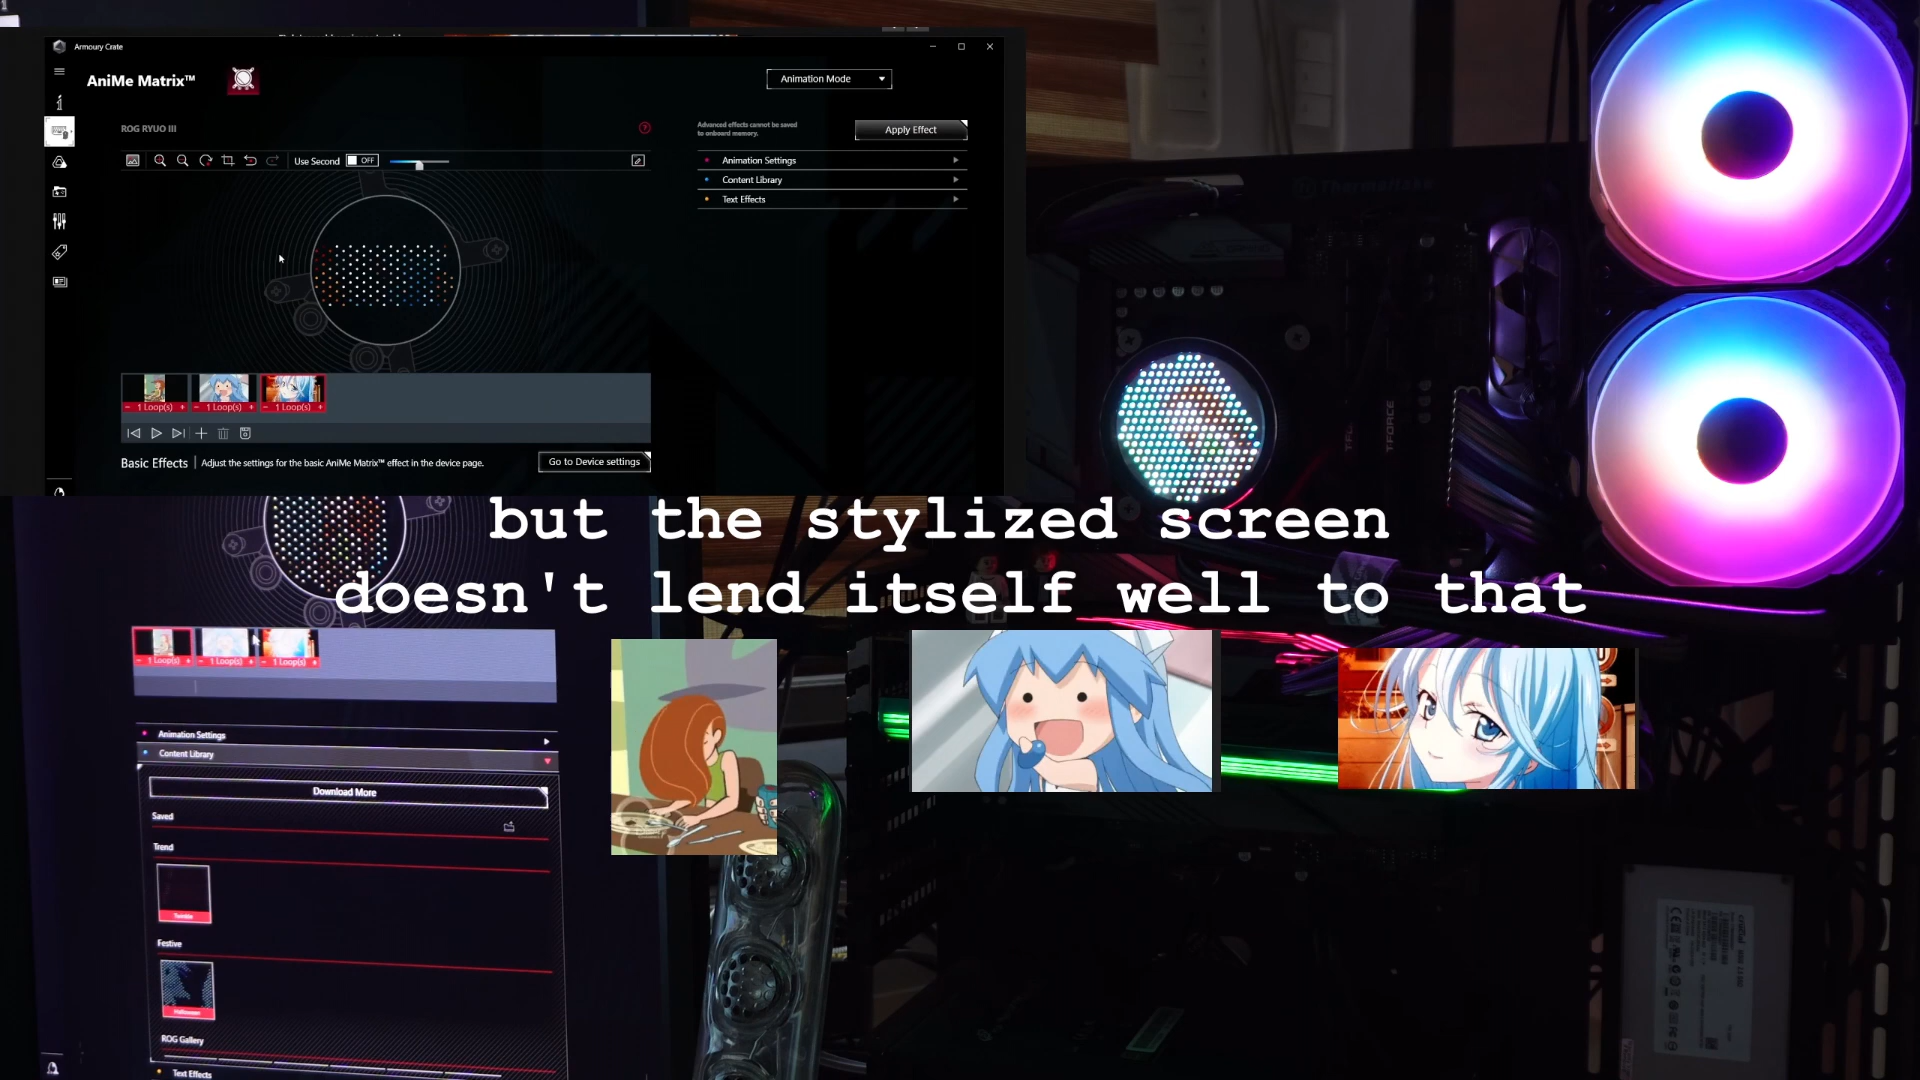 Armoury Crate
AniMe Matrix™
Animation Mode
ROG RYUO III
Advanced effects cannot be saved
to onboard memory.
Apply Effect
Use Second
OFF
Animation Settings
Content Library
Text Effects
- 1 Loop(s) +
- 1 Loop(s) +
- 1 Loop(s) +
Basic Effects | Adjust the settings for the basic AniMe Matrix™ effect in the device page.
Go to Device settings
Thermaltake
T-FORCE
but the stylized screen
doesn't lend itself well to that
- 1 Loop(s) +
- 1 Loop(s) +
- 1 Loop(s) +
Animation Settings
Content Library
Download More
Saved
Trend
Twinkle
Festive
Halloween
ROG Gallery
Text Effects